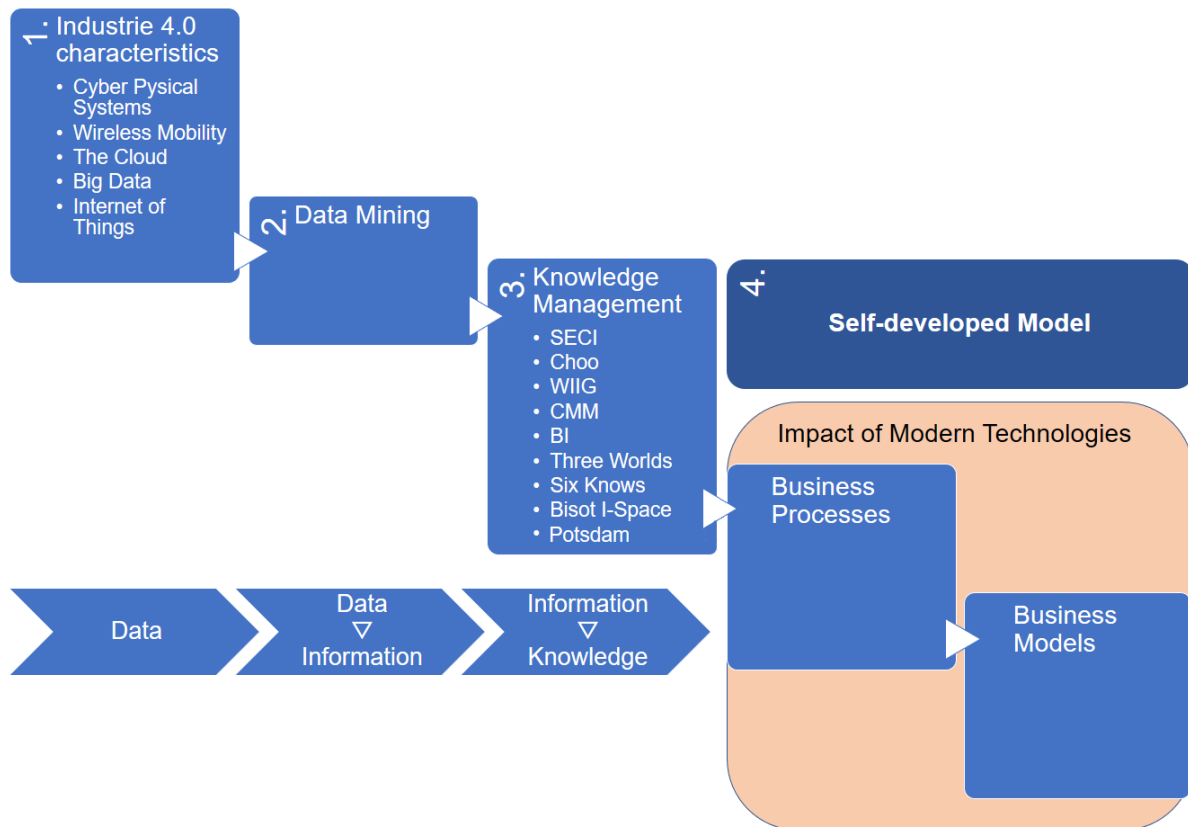 1.
Industrie 4.0
characteristics
• Cyber Pysical
Systems
• Wireless Mobility
• The Cloud
• Big Data
• Internet of
Things
2.
Data Mining
3.
Knowledge
Management
• SECI
• Choo
• WIIG
• CMM
• BI
• Three Worlds
• Six Knows
• Bisot I-Space
• Potsdam
4.
Self-developed Model
Impact of Modern Technologies
Business
Processes
Business
Models
Data
Data
▽
Information
Information
▽
Knowledge